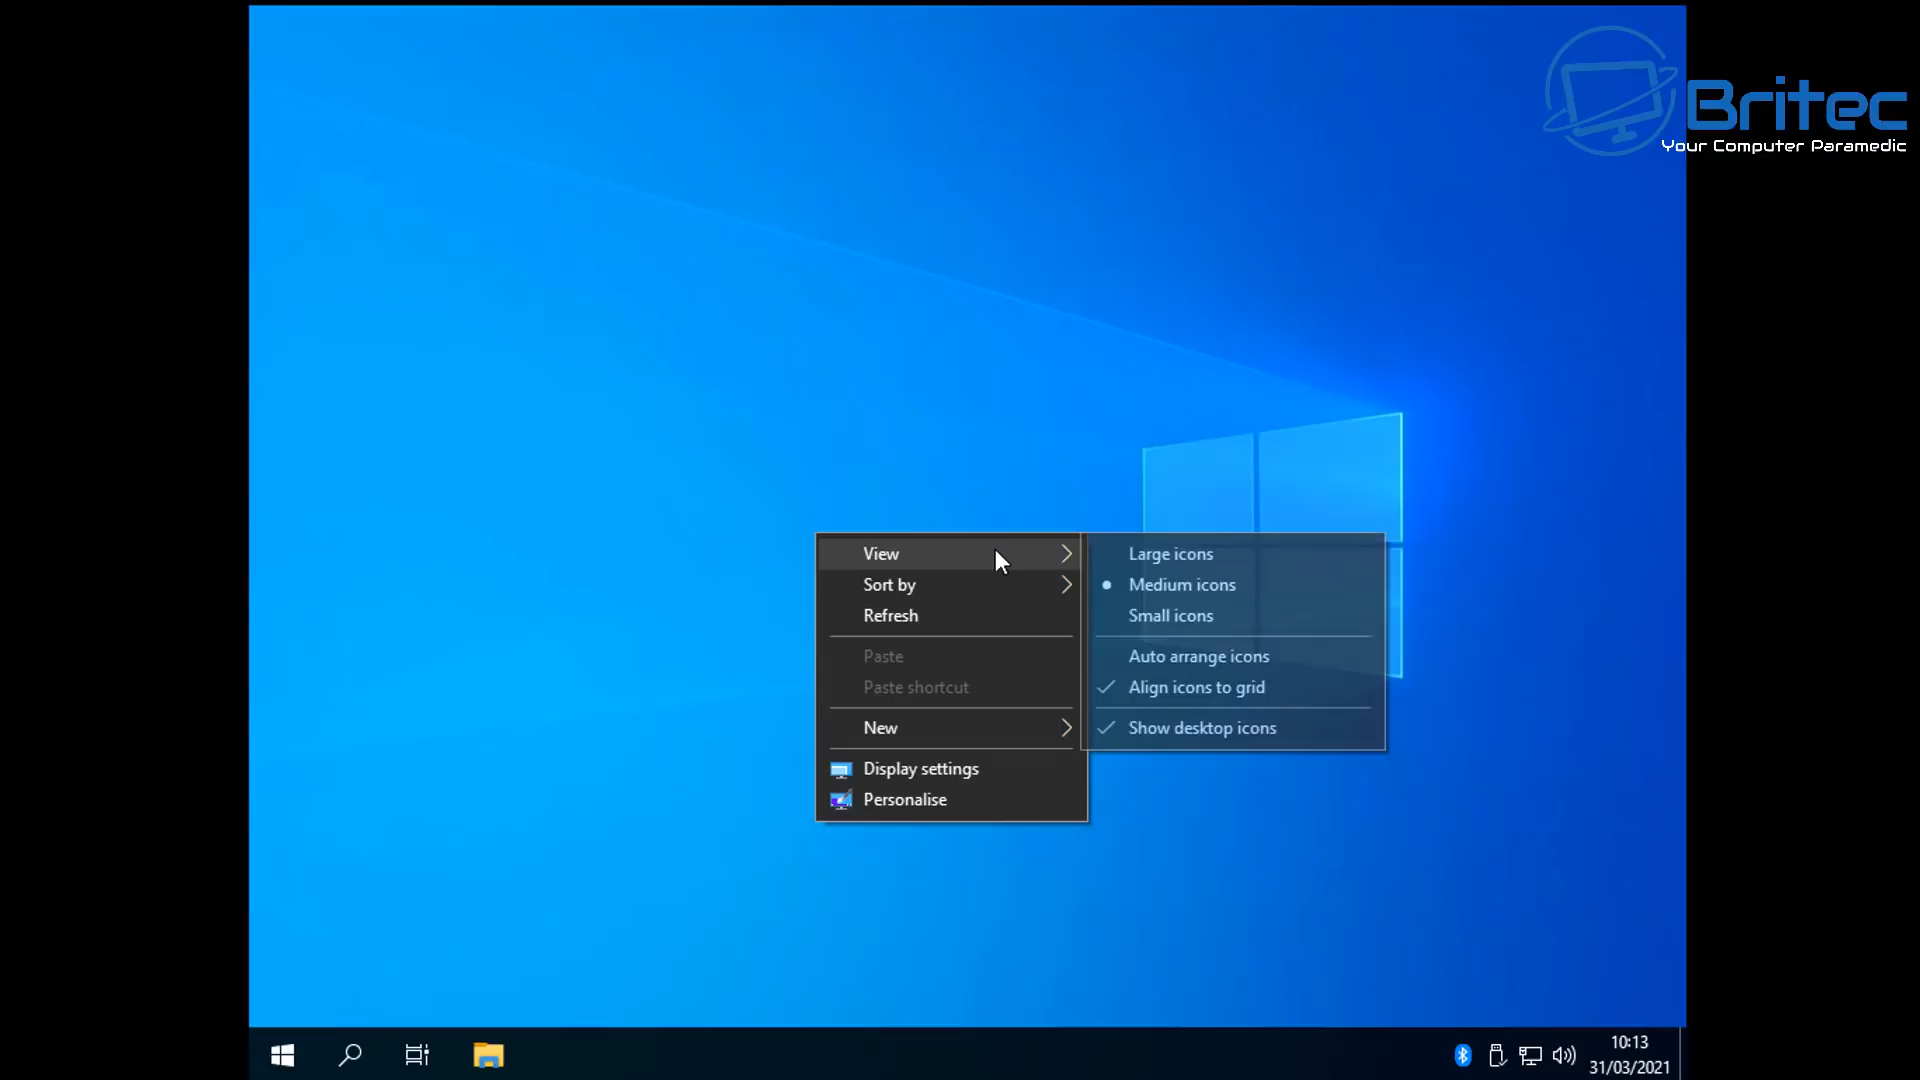 Britec
Your Computer Paramedic
View
Sort by
Refresh
Paste
Paste shortcut
New
Display settings
Personalise
Large icons
Medium icons
Small icons
Auto arrange icons
Align icons to grid
Show desktop icons
10:13
31/03/2021